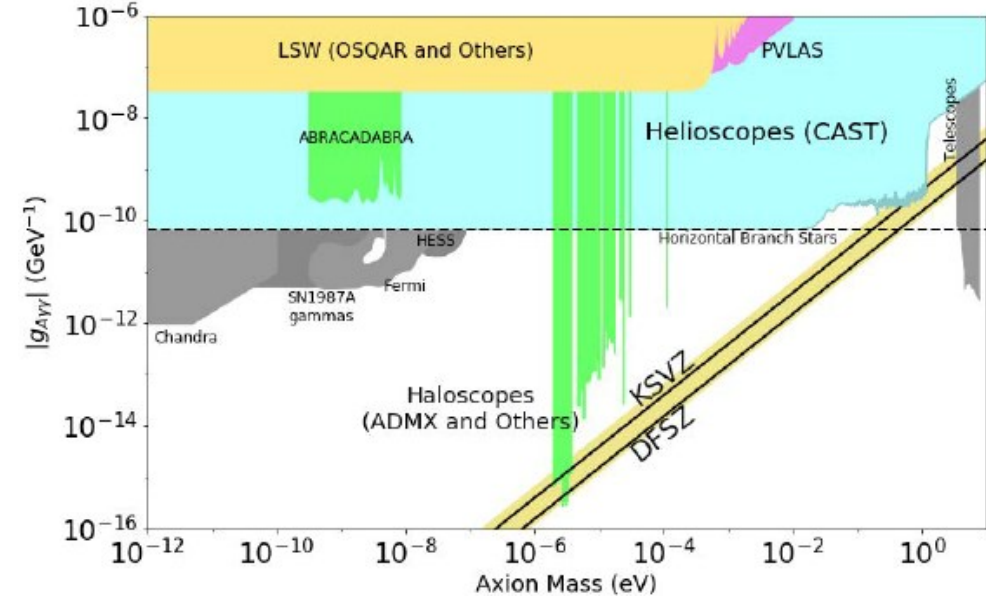 10⁻⁶
LSW (OSQAR and Others)
PVLAS
10⁻⁸
ABRACADABRA
Helioscopes (CAST)
Telescopes
10⁻¹⁰
|g_{Aγγ}| (GeV⁻¹)
HESS
Horizontal Branch Stars
Fermi
SN1987A
gammas
10⁻¹²
Chandra
Haloscopes
(ADMX and Others)
KSVZ
DFSZ
10⁻¹⁴
10⁻¹⁶
10⁻¹² 10⁻¹⁰ 10⁻⁸ 10⁻⁶ 10⁻⁴ 10⁻² 10⁰
Axion Mass (eV)